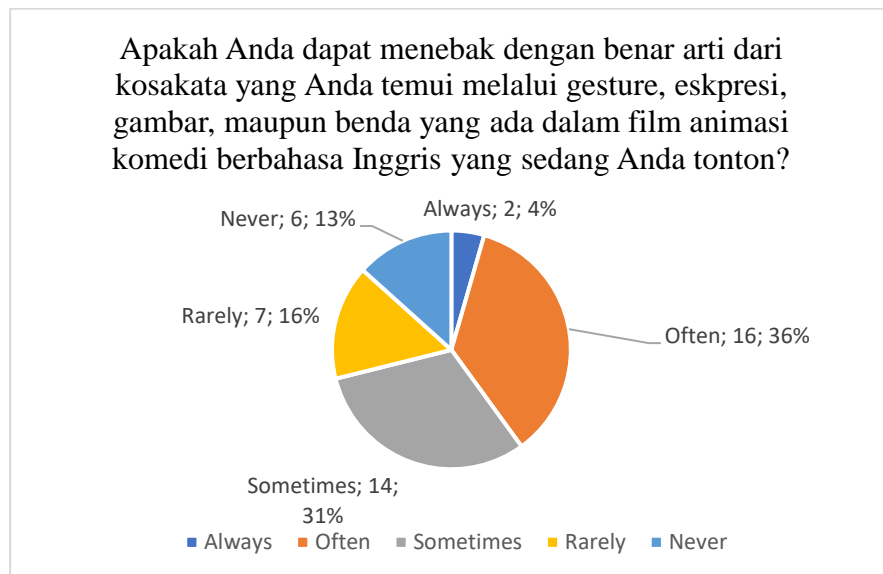 Apakah Anda dapat menebak dengan benar arti dari
kosakata yang Anda temui melalui gesture, eskpresi,
gambar, maupun benda yang ada dalam film animasi
komedi berbahasa Inggris yang sedang Anda tonton?
Never; 6; 13%
Always; 2; 4%
Rarely; 7; 16%
Often; 16; 36%
Sometimes; 14;
31%
Always Often Sometimes Rarely Never